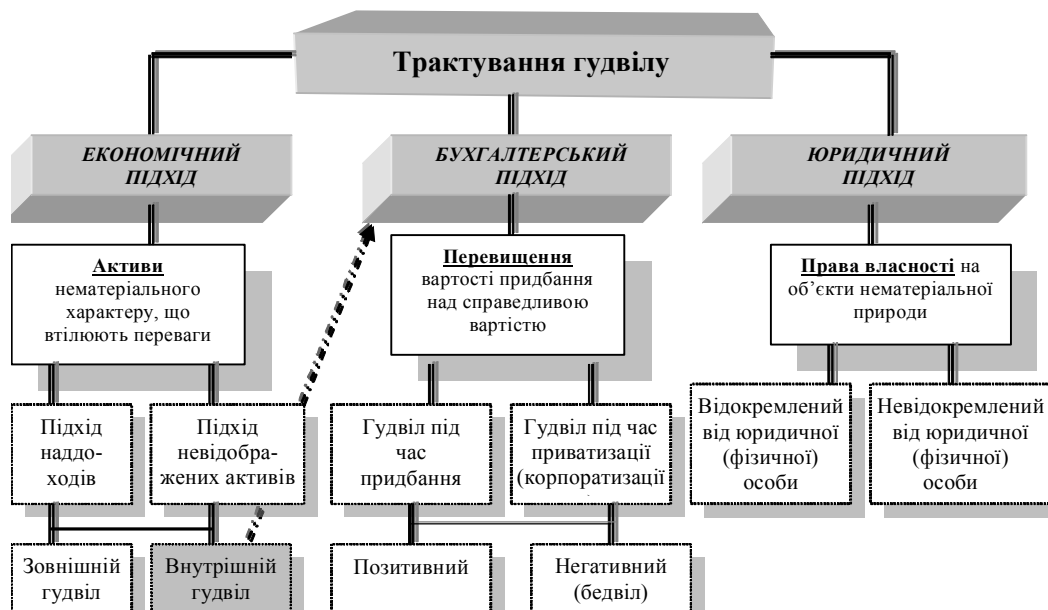 Трактування гудвілу
ЕКОНОМІЧНИЙ
ПІДХІД
БУХГАЛТЕРСЬКИЙ
ПІДХІД
ЮРИДИЧНИЙ
ПІДХІД
Активи
нематеріального
характеру, що
втілюють переваги
Перевищення
вартості придбання
над справедливою
вартістю
Права власності на
об’єкти нематеріальної
природи
Підхід
наддо-
ходів
Підхід
невідобра-
жених активів
Гудвіл під
час
придбання
Гудвіл під час
приватизації
(корпоратизації
Відокремлений
від юридичної
(фізичної)
особи
Невідокремлений
від юридичної
(фізичної)
особи
Зовнішній
гудвіл
Внутрішній
гудвіл
Позитивний
Негативний
(бедвіл)